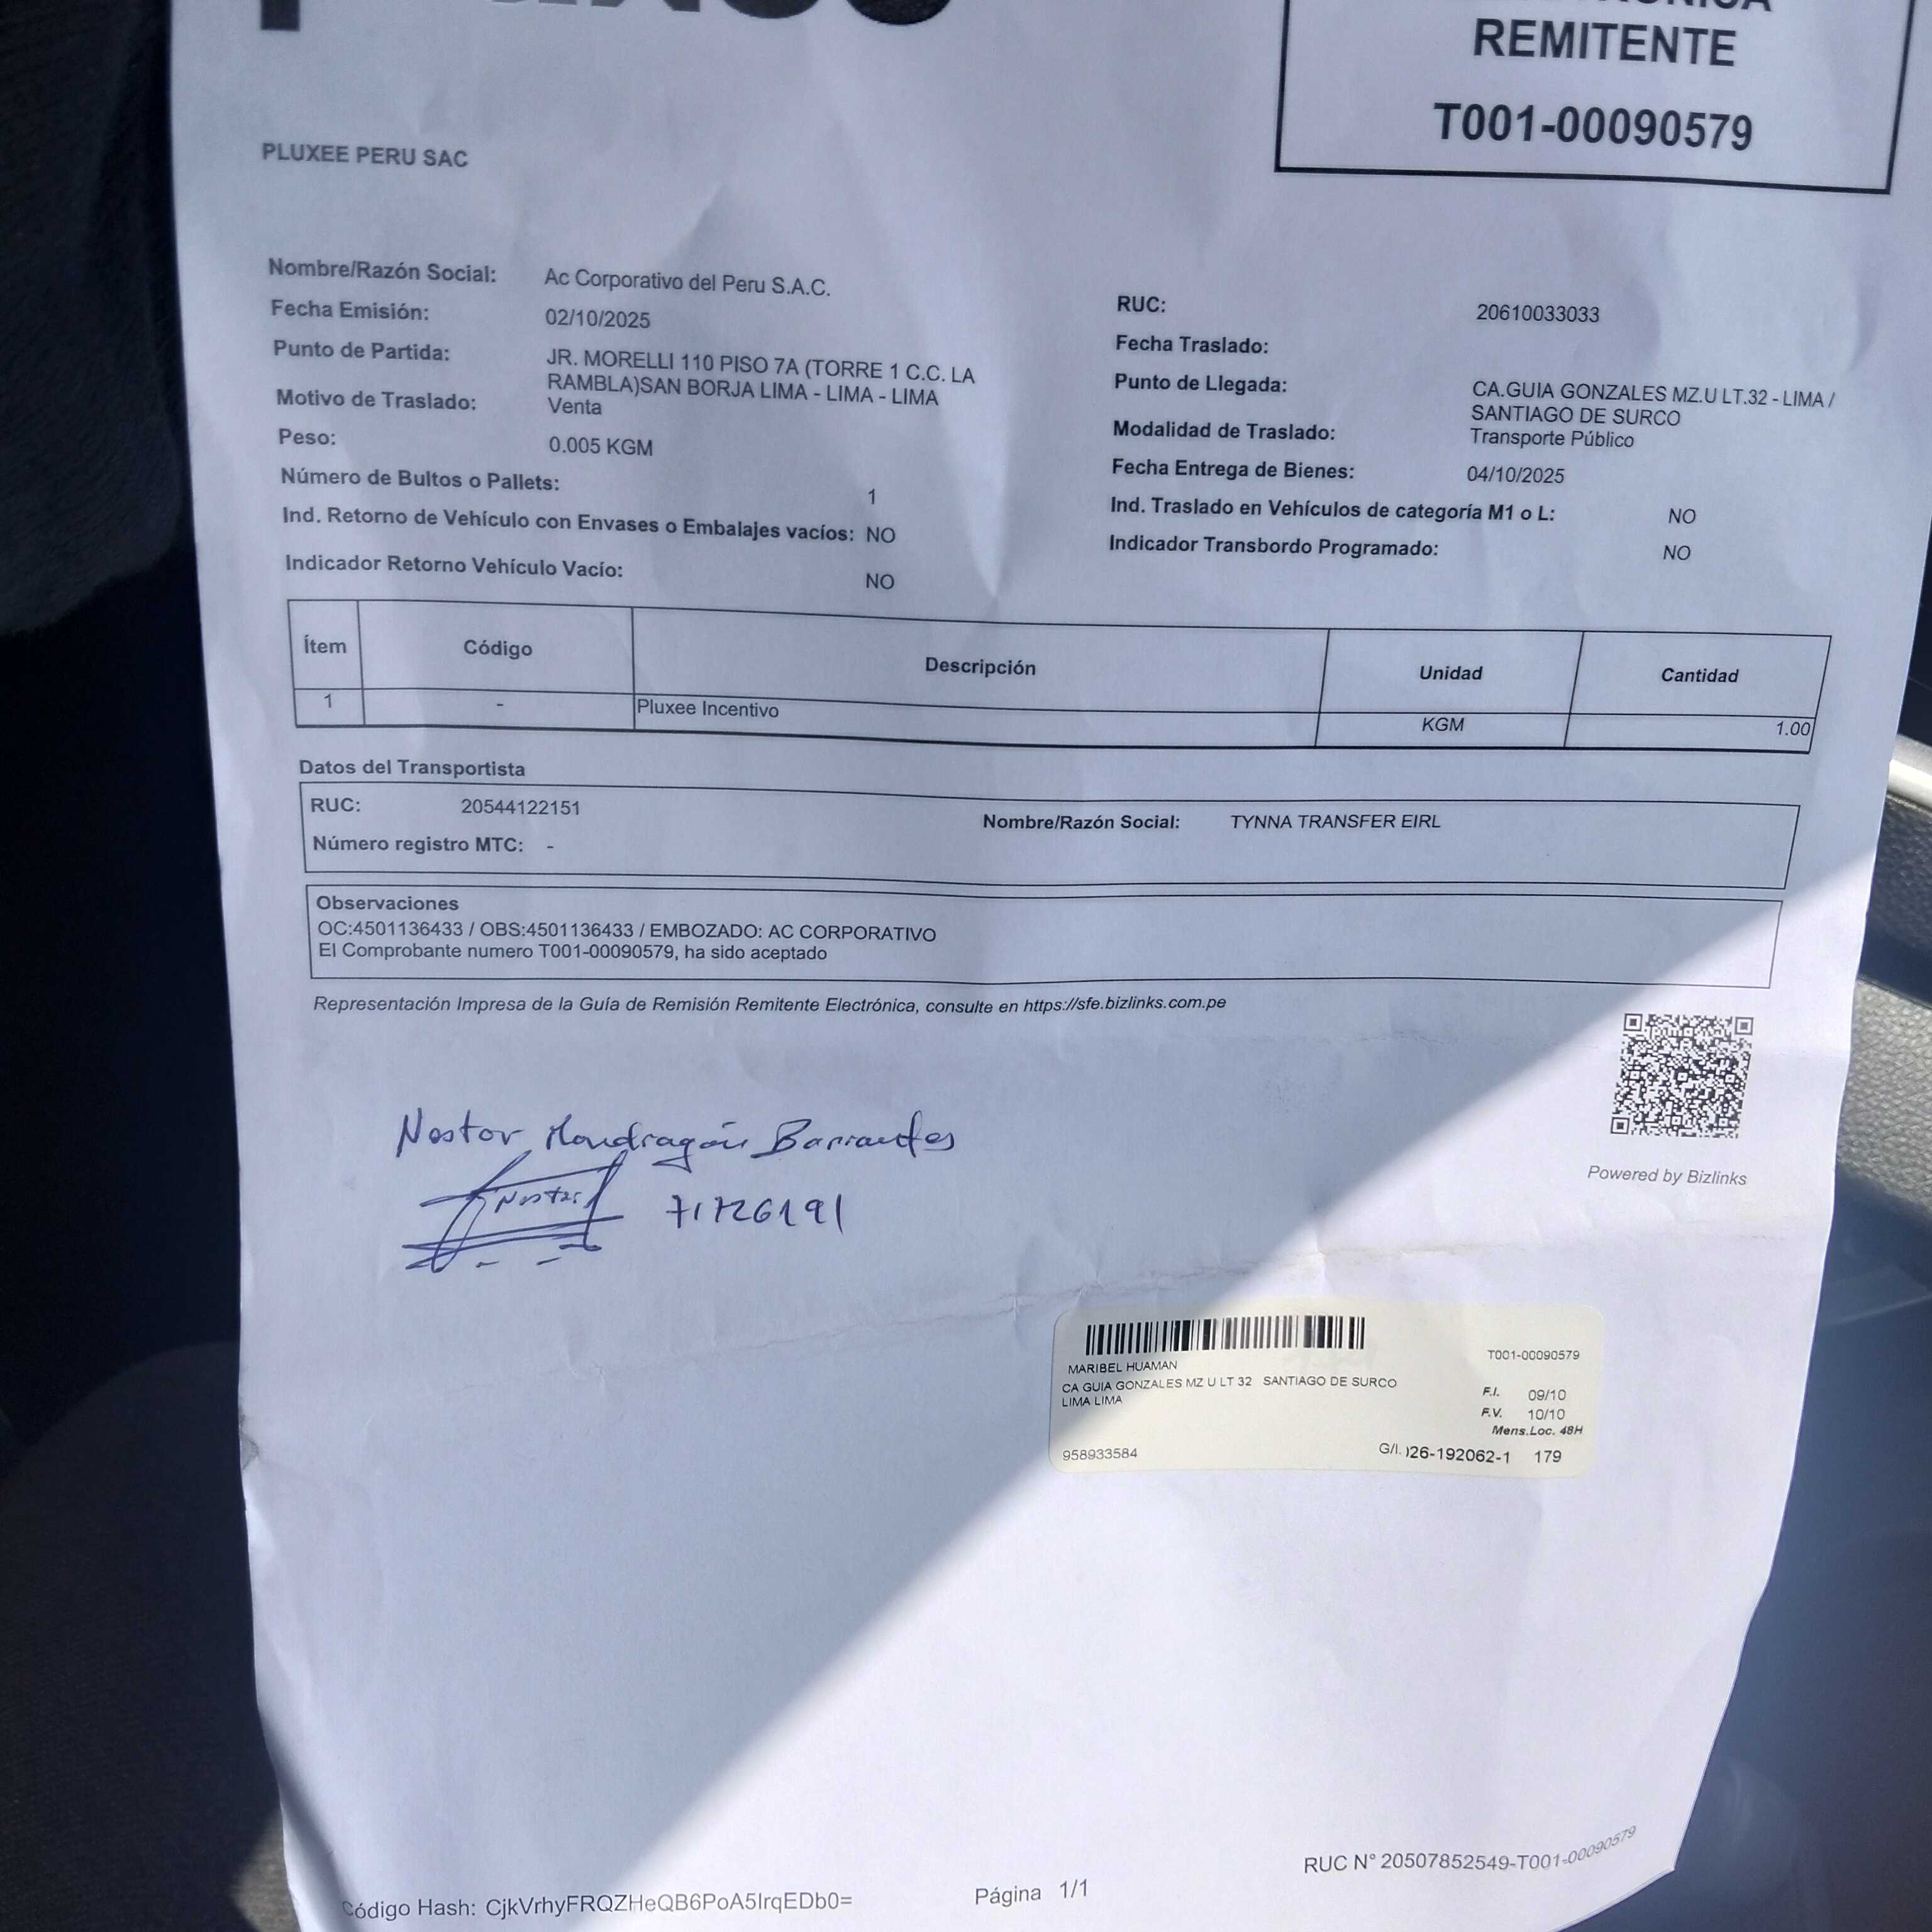 REMITENTE
T001-00090579
PLUXEE PERU SAC
Nombre/Razón Social: Ac Corporativo del Peru S.A.C.
Fecha Emisión: 02/10/2025
Punto de Partida: JR. MORELLI 110 PISO 7A (TORRE 1 C.C. LA
RAMBLA)SAN BORJA LIMA - LIMA - LIMA
Motivo de Traslado: Venta
Peso: 0.005 KGM
Número de Bultos o Pallets: 1
Ind. Retorno de Vehículo con Envases o Embalajes vacíos: NO
Indicador Retorno Vehículo Vacío: NO
RUC: 20610033033
Fecha Traslado:
Punto de Llegada: CA.GUIA GONZALES MZ.U LT.32 - LIMA /
SANTIAGO DE SURCO
Modalidad de Traslado: Transporte Público
Fecha Entrega de Bienes: 04/10/2025
Ind. Traslado en Vehículos de categoría M1 o L: NO
Indicador Transbordo Programado: NO
Ítem Código Descripción Unidad Cantidad
1 - Pluxee Incentivo KGM 1.00
Datos del Transportista
RUC: 20544122151 Nombre/Razón Social: TYNNA TRANSFER EIRL
Número registro MTC: -
Observaciones
OC:4501136433 / OBS:4501136433 / EMBOZADO: AC CORPORATIVO
El Comprobante numero T001-00090579, ha sido aceptado
Representación Impresa de la Guía de Remisión Remitente Electrónica, consulte en https://sfe.bizlinks.com.pe
Powered by Bizlinks
Nestor Mondragón Barrantes
Nestor 71726191
MARIBEL HUAMAN T001-00090579
CA GUIA GONZALES MZ U LT 32 SANTIAGO DE SURCO
LIMA LIMA
F.I. 09/10
F.V. 10/10
Mens.Loc. 48H
958933584 G/I. 026-192062-1 179
RUC N° 20507852549-T001-00090579
Código Hash: CjkVrhyFRQZHeQB6PoA5IrqEDb0= Página 1/1